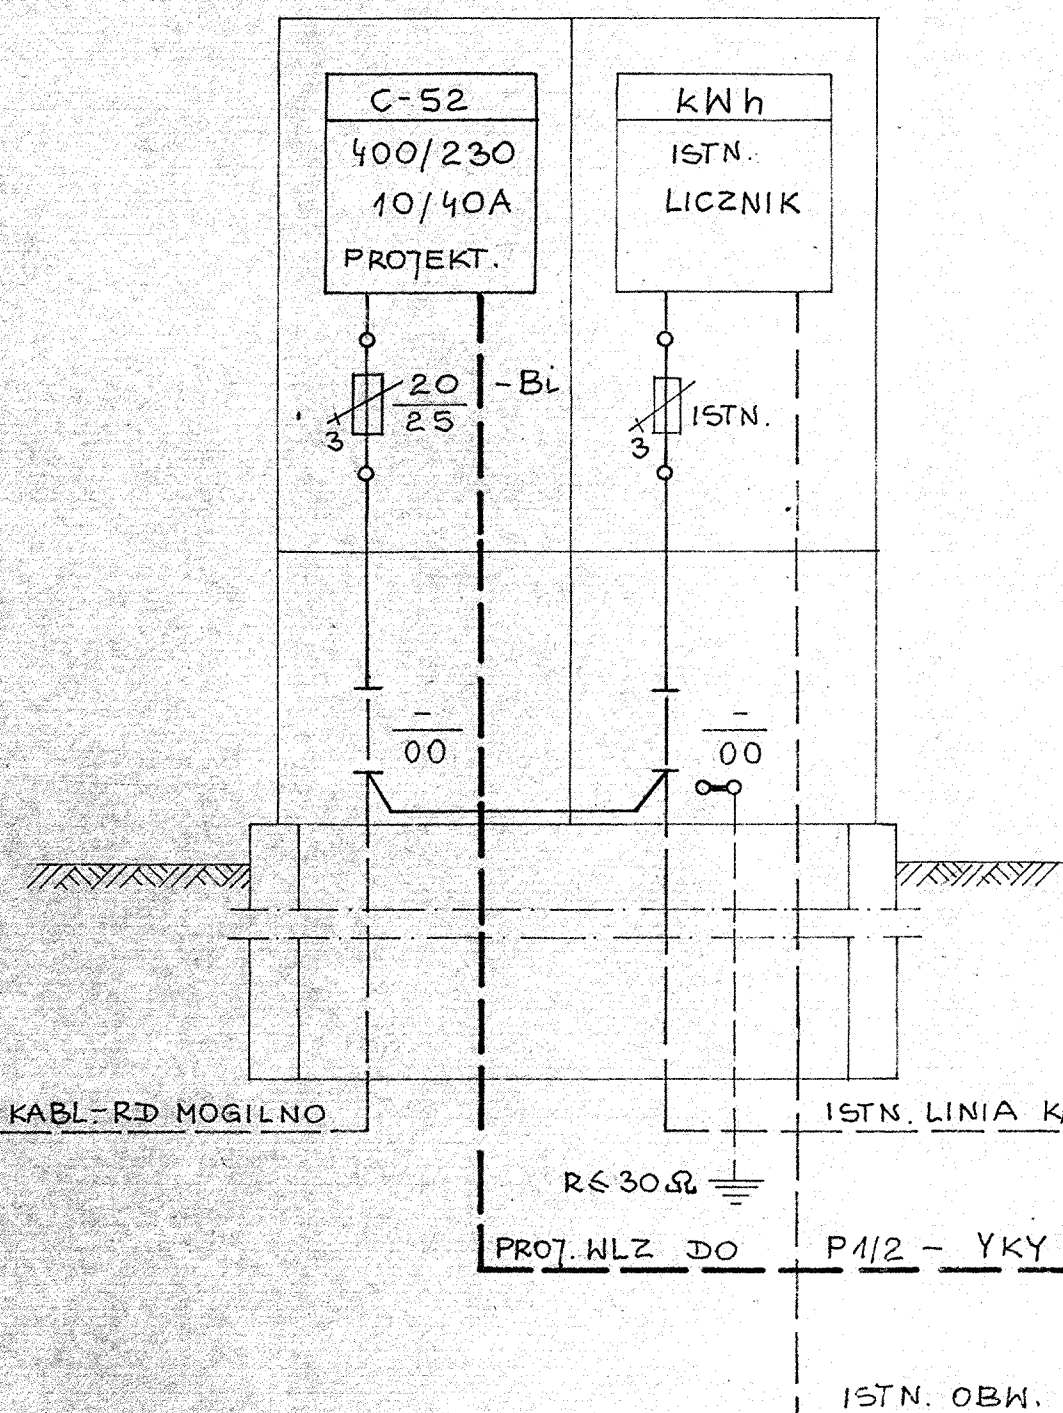 C-52
400/230
10/40A
PROJEKT.
kWh
ISTN.
LICZNIK
20
25
-Bi
3
ISTN.
3
-
00
-
00
KABL.-RD MOGILNO
ISTN. LINIA K
R≤30Ω
PROJ. WLZ DO P1/2 - YKY
ISTN. OBW.